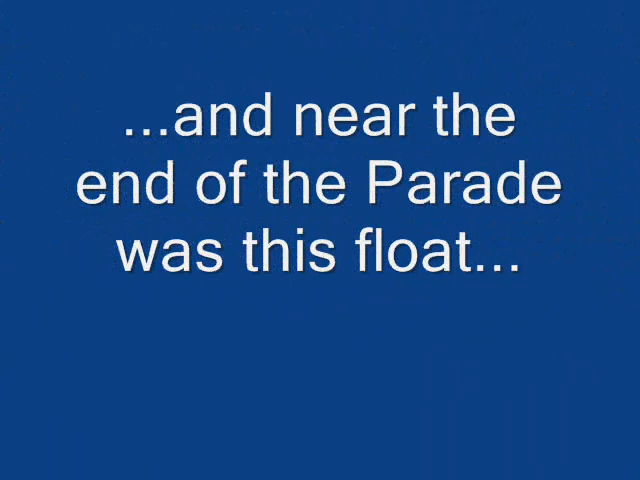 ...and near the
end of the Parade
was this float...